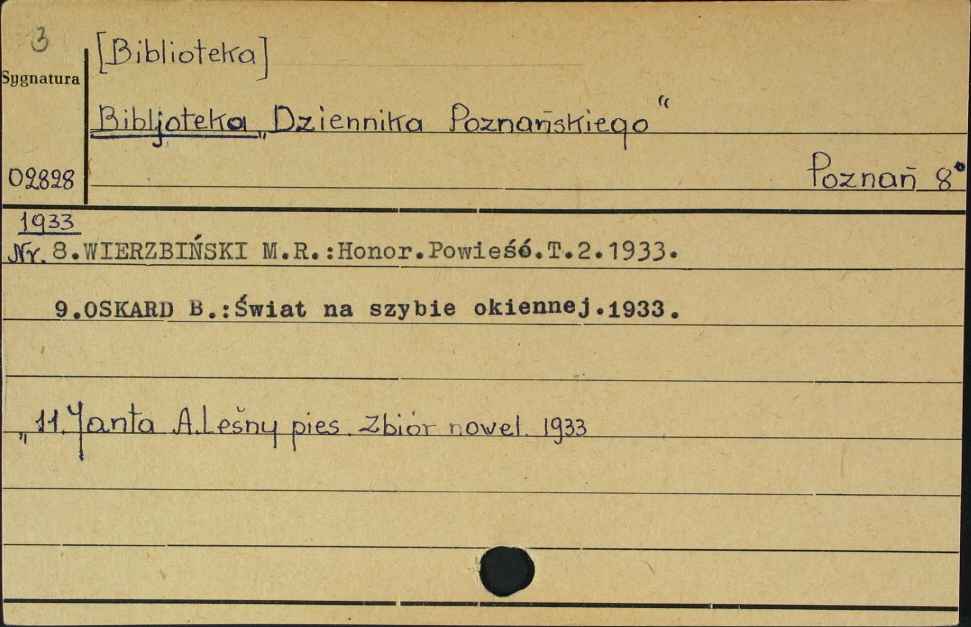 3
[Biblioteka]
Sygnatura
Bibljoteka „Dziennika Poznańskiego“
02828
Poznań 8°
1933
Nr. 8.WIERZBIŃSKI M.R.:Honor.Powieść.T.2.1933.
9.OSKARD B.:Świat na szybie okiennej.1933.
„ 11. Janta A. Leśny pies. Zbiór nowel. 1933